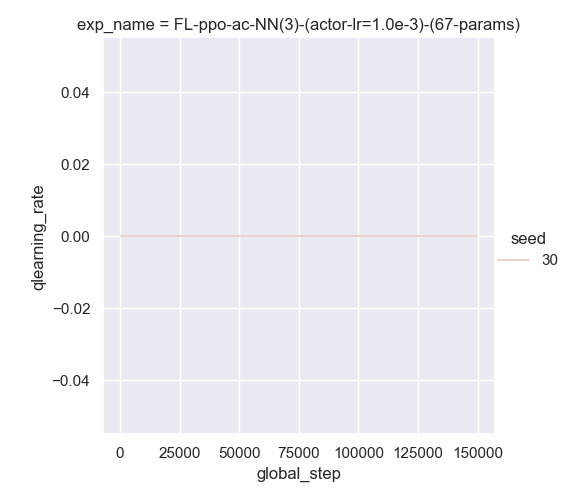 exp_name = FL-ppo-ac-NN(3)-(actor-lr=1.0e-3)-(67-params)
0.04
0.02
0.00
−0.02
−0.04
qlearning_rate
0 25000 50000 75000 100000 125000 150000
global_step
seed
30